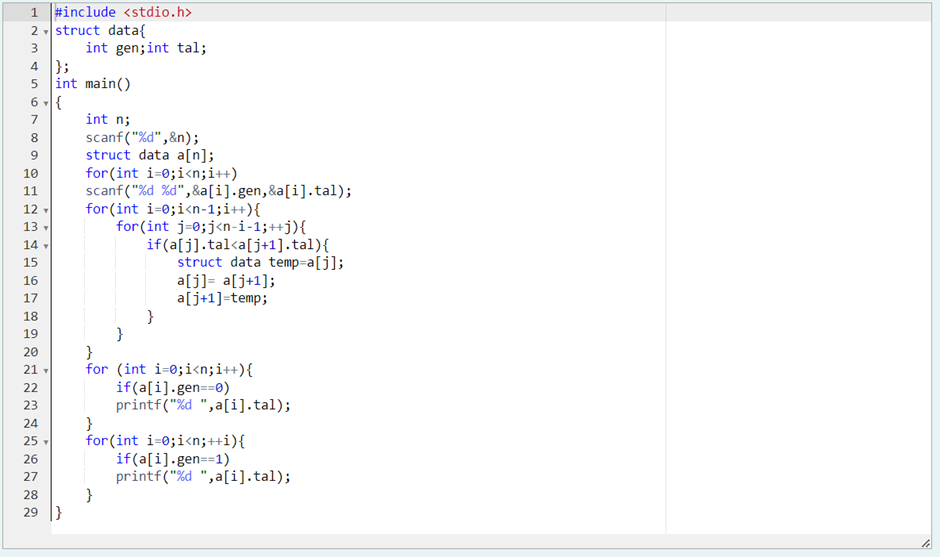 1 #include <stdio.h>
2 struct data{
3     int gen;int tal;
4 };
5 int main()
6 {
7     int n;
8     scanf("%d",&n);
9     struct data a[n];
10     for(int i=0;i<n;i++)
11     scanf("%d %d",&a[i].gen,&a[i].tal);
12     for(int i=0;i<n-1;i++){
13         for(int j=0;j<n-i-1;++j){
14             if(a[j].tal<a[j+1].tal){
15                 struct data temp=a[j];
16                 a[j]= a[j+1];
17                 a[j+1]=temp;
18             }
19         }
20     }
21     for (int i=0;i<n;i++){
22         if(a[i].gen==0)
23         printf("%d ",a[i].tal);
24     }
25     for(int i=0;i<n;++i){
26         if(a[i].gen==1)
27         printf("%d ",a[i].tal);
28     }
29 }